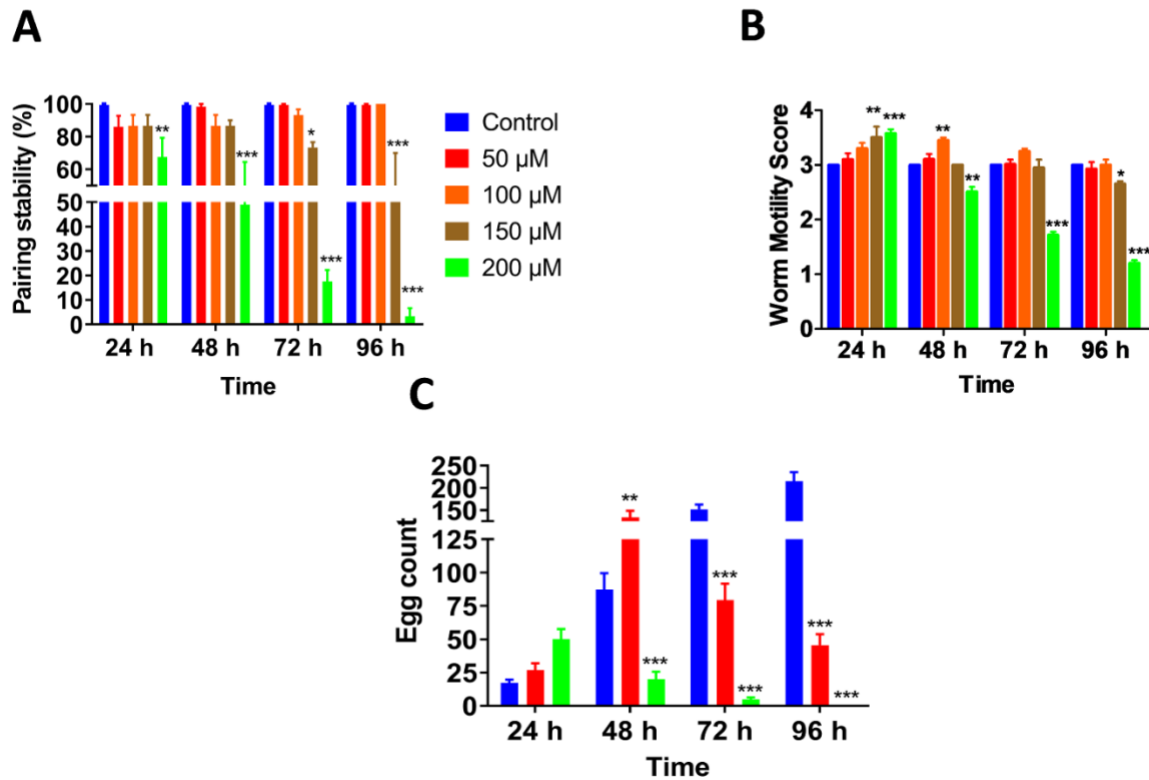 A
Pairing stability (%)
100
80
60
50
40
30
20
10
0
** *** * *** *** ***
24 h 48 h 72 h 96 h
Time
Control
50 µM
100 µM
150 µM
200 µM
B
Worm Motility Score
4
3
2
1
0
** *** ** ** *** * ***
24 h 48 h 72 h 96 h
Time
C
Egg count
250
200
150
125
100
75
50
25
0
** *** *** *** *** ***
24 h 48 h 72 h 96 h
Time